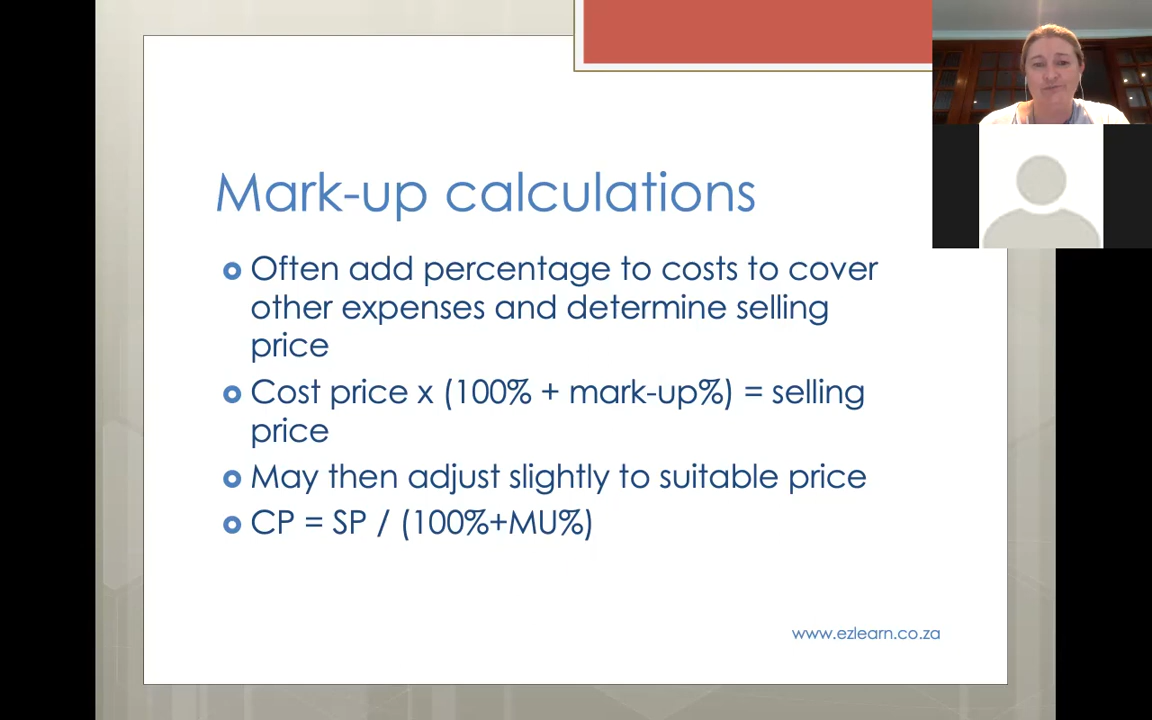 Mark-up calculations
Often add percentage to costs to cover
other expenses and determine selling
price
Cost price x (100% + mark-up%) = selling
price
May then adjust slightly to suitable price
CP = SP / (100%+MU%)
www.ezlearn.co.za